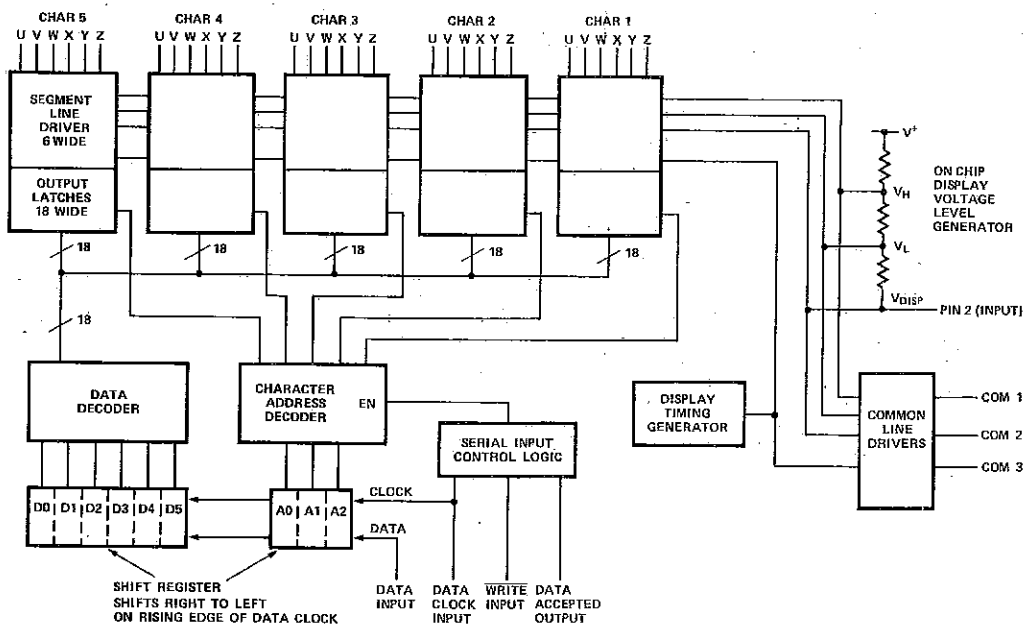 CHAR 5 CHAR 4 CHAR 3 CHAR 2 CHAR 1
U V W X Y Z U V W X Y Z U V W X Y Z U V W X Y Z U V W X Y Z
SEGMENT
LINE
DRIVER
6 WIDE
OUTPUT
LATCHES
18 WIDE
V+
VH
VL
VDISP
ON CHIP
DISPLAY
VOLTAGE
LEVEL
GENERATOR
PIN 2 (INPUT)
18 18 18 18 18
18
DATA
DECODER
CHARACTER
ADDRESS
DECODER
EN
SERIAL INPUT
CONTROL LOGIC
DISPLAY
TIMING
GENERATOR
COMMON
LINE
DRIVERS
COM 1
COM 2
COM 3
D0 D1 D2 D3 D4 D5
A0 A1 A2
CLOCK
DATA
SHIFT REGISTER
SHIFTS RIGHT TO LEFT
ON RISING EDGE OF DATA CLOCK
DATA
INPUT
DATA
CLOCK
INPUT
WRITE
INPUT
DATA
ACCEPTED
OUTPUT